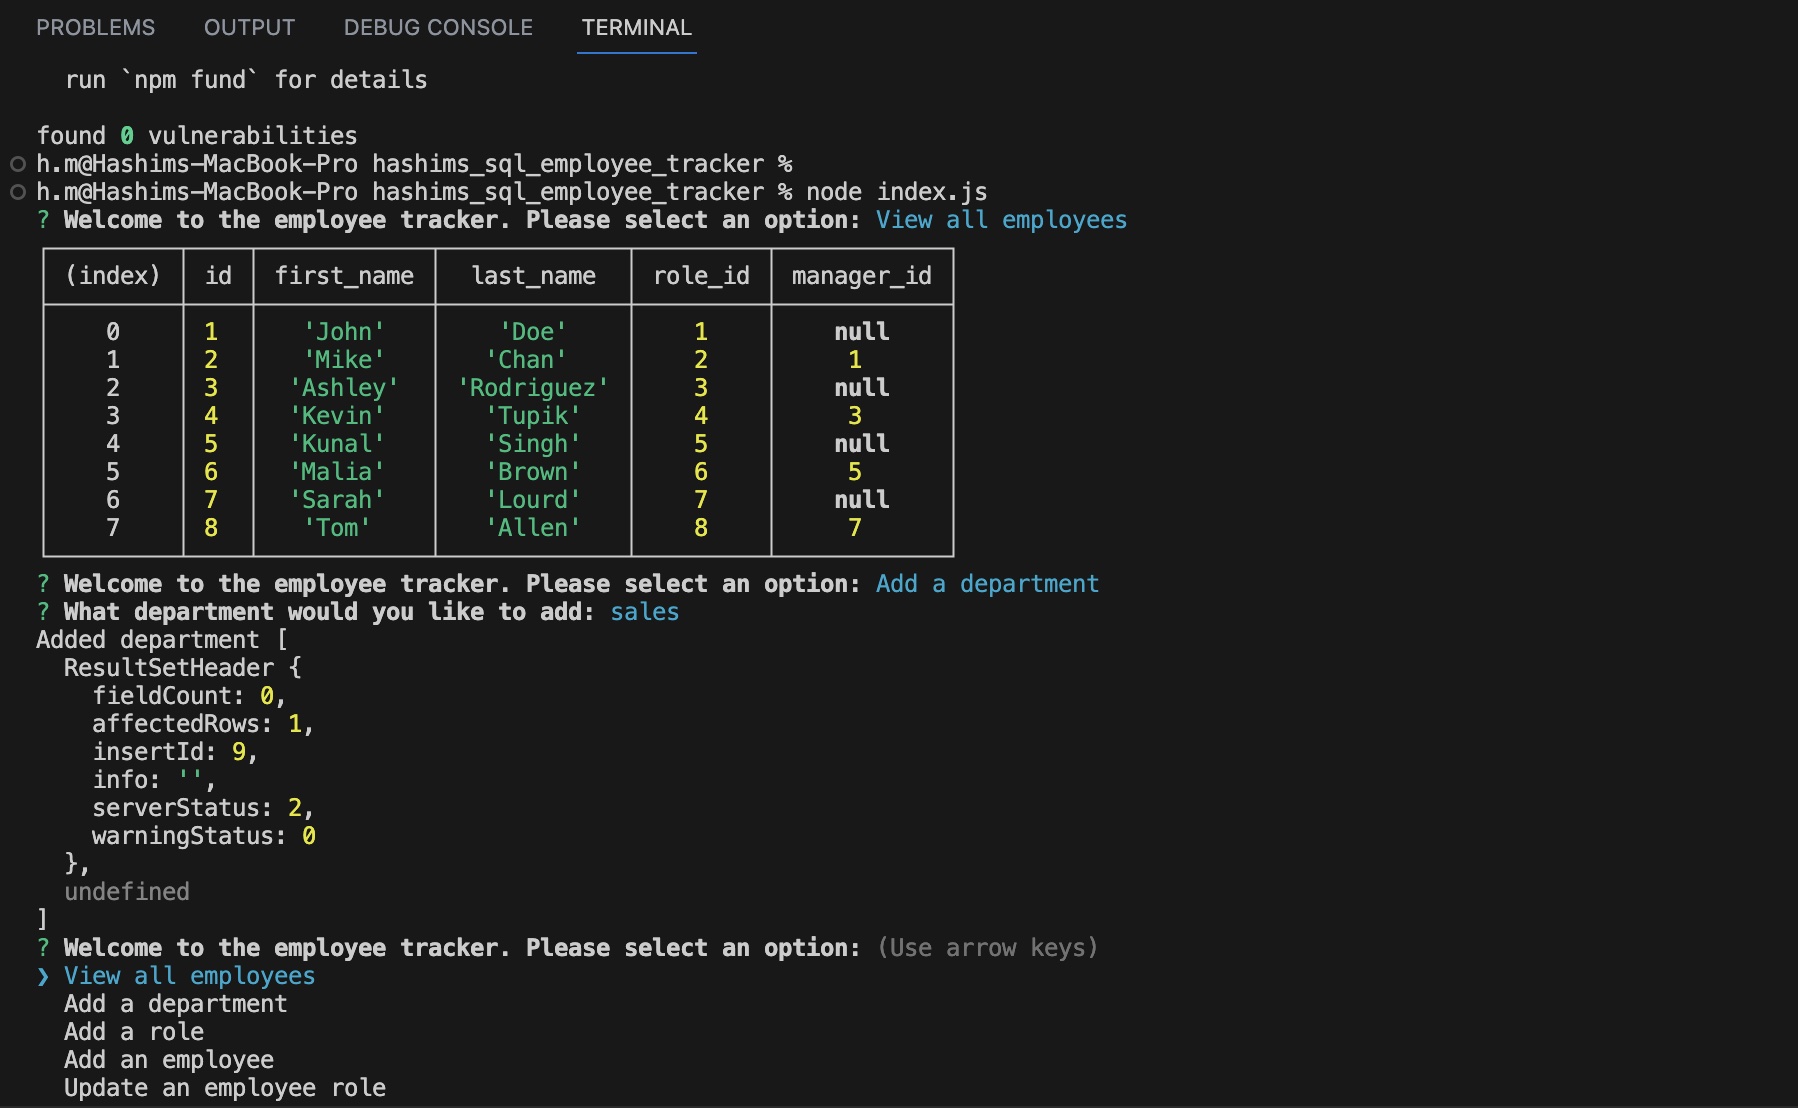 PROBLEMS OUTPUT DEBUG CONSOLE TERMINAL
run `npm fund` for details
found 0 vulnerabilities
h.m@Hashims-MacBook-Pro hashims_sql_employee_tracker %
h.m@Hashims-MacBook-Pro hashims_sql_employee_tracker % node index.js
? Welcome to the employee tracker. Please select an option: View all employees
(index) id first_name last_name role_id manager_id
0 1 'John' 'Doe' 1 null
1 2 'Mike' 'Chan' 2 1
2 3 'Ashley' 'Rodriguez' 3 null
3 4 'Kevin' 'Tupik' 4 3
4 5 'Kunal' 'Singh' 5 null
5 6 'Malia' 'Brown' 6 5
6 7 'Sarah' 'Lourd' 7 null
7 8 'Tom' 'Allen' 8 7
? Welcome to the employee tracker. Please select an option: Add a department
? What department would you like to add: sales
Added department [
ResultSetHeader {
fieldCount: 0,
affectedRows: 1,
insertId: 9,
info: '',
serverStatus: 2,
warningStatus: 0
},
undefined
]
? Welcome to the employee tracker. Please select an option: (Use arrow keys)
❯ View all employees
Add a department
Add a role
Add an employee
Update an employee role